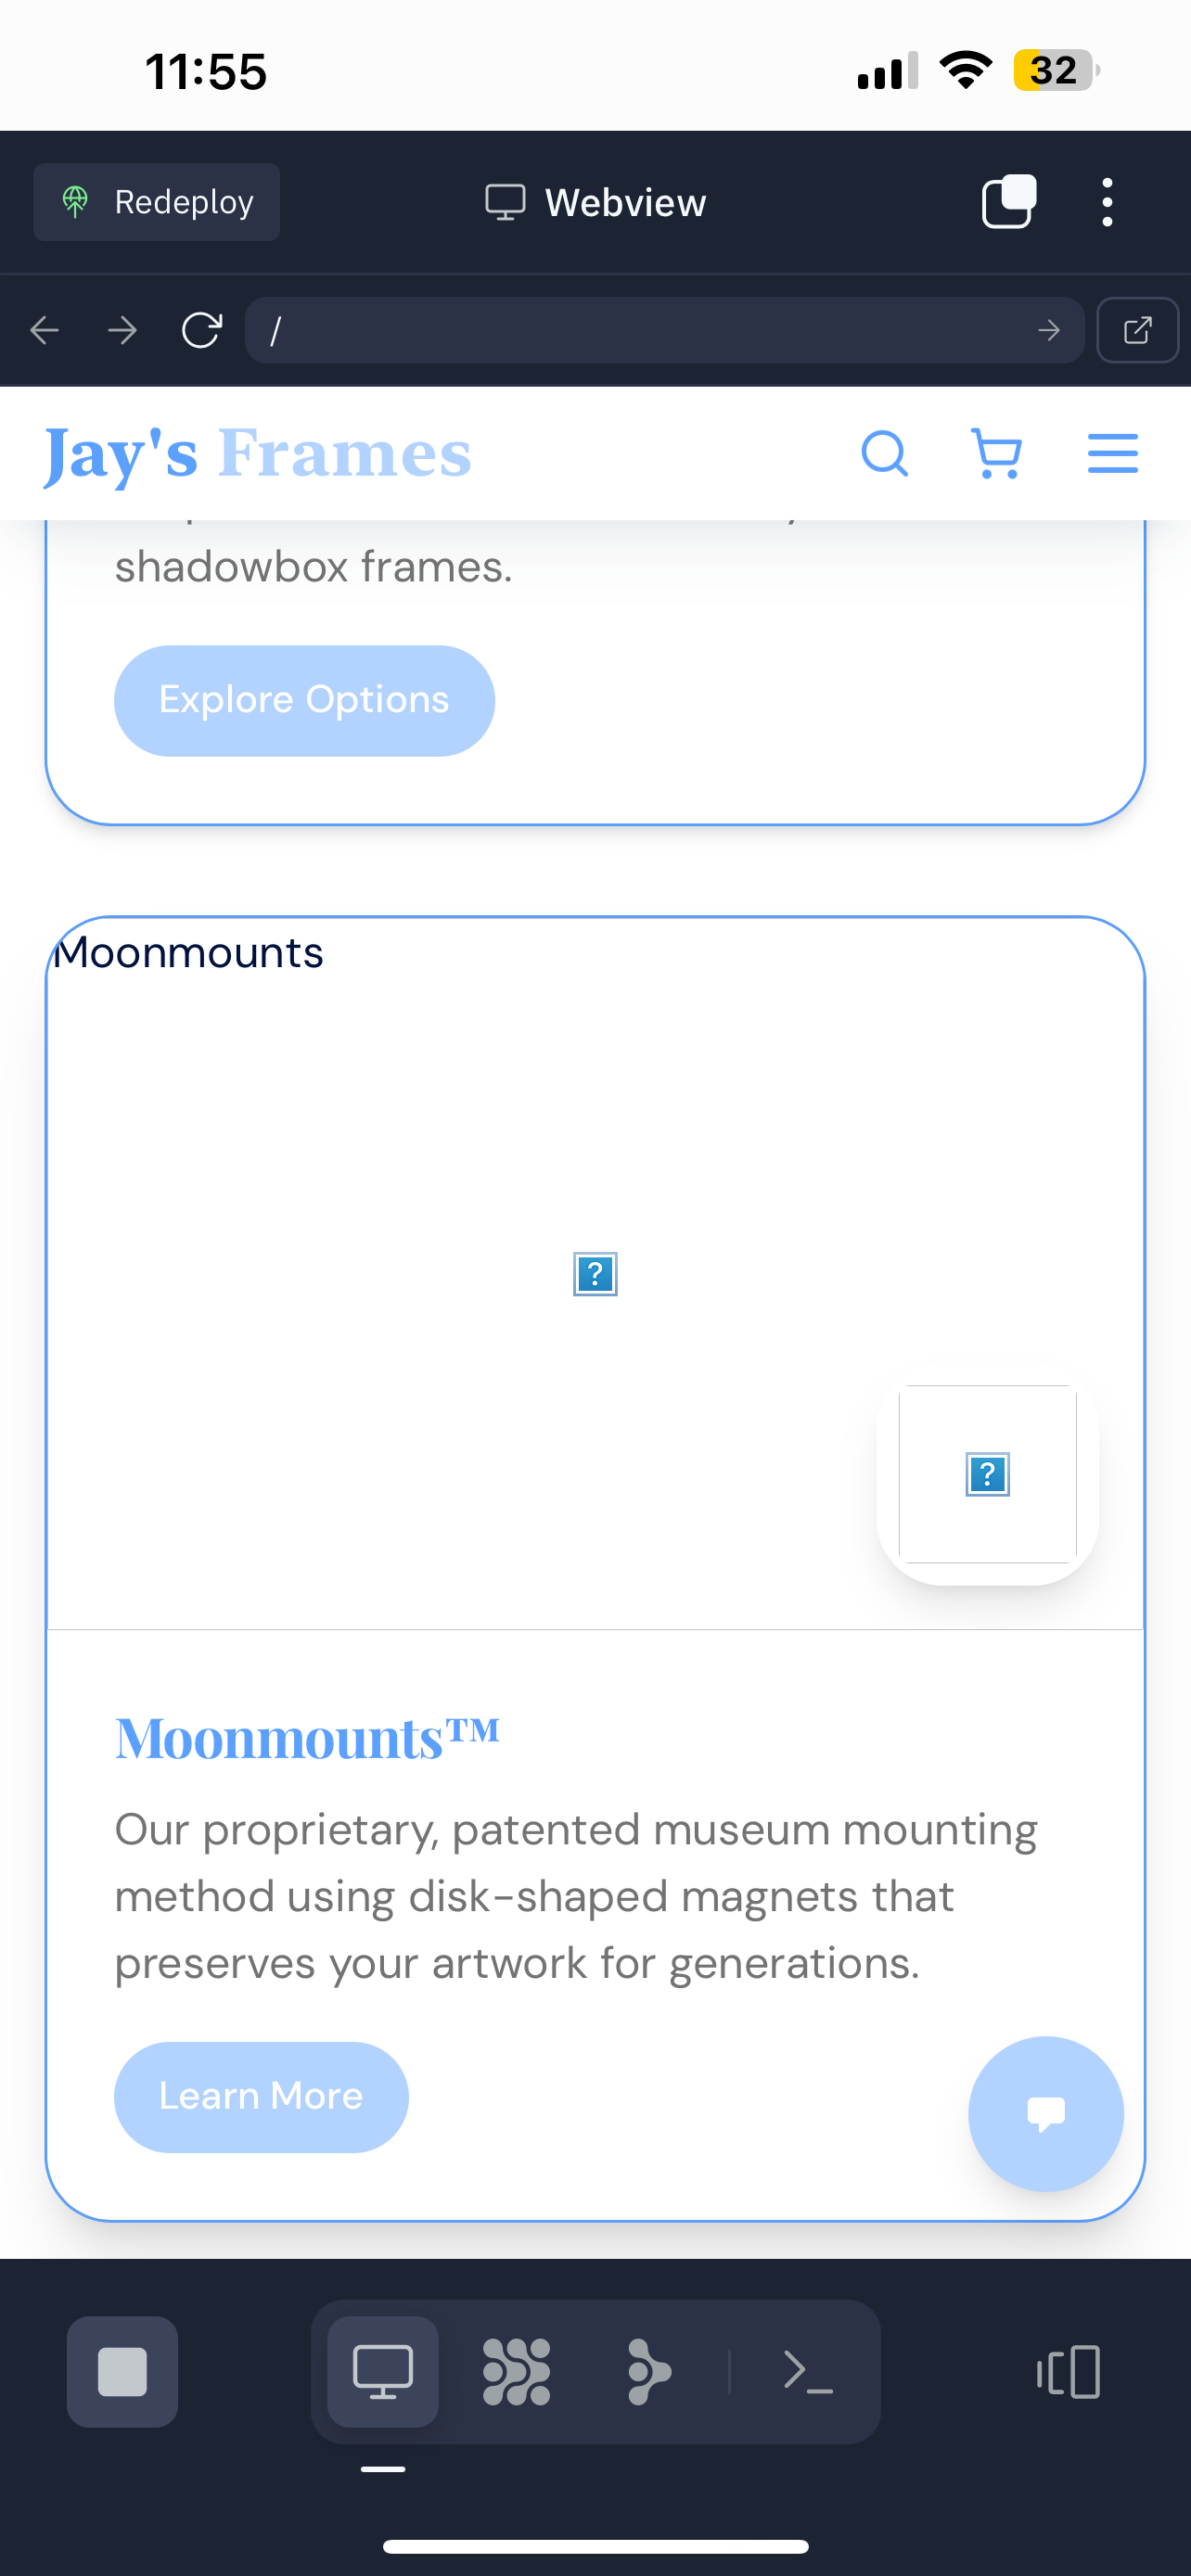 11:55
32
Redeploy
Webview
/
Jay's Frames
shadowbox frames.
Explore Options
Moonmounts
?
?
Moonmounts™
Our proprietary, patented museum mounting
method using disk-shaped magnets that
preserves your artwork for generations.
Learn More